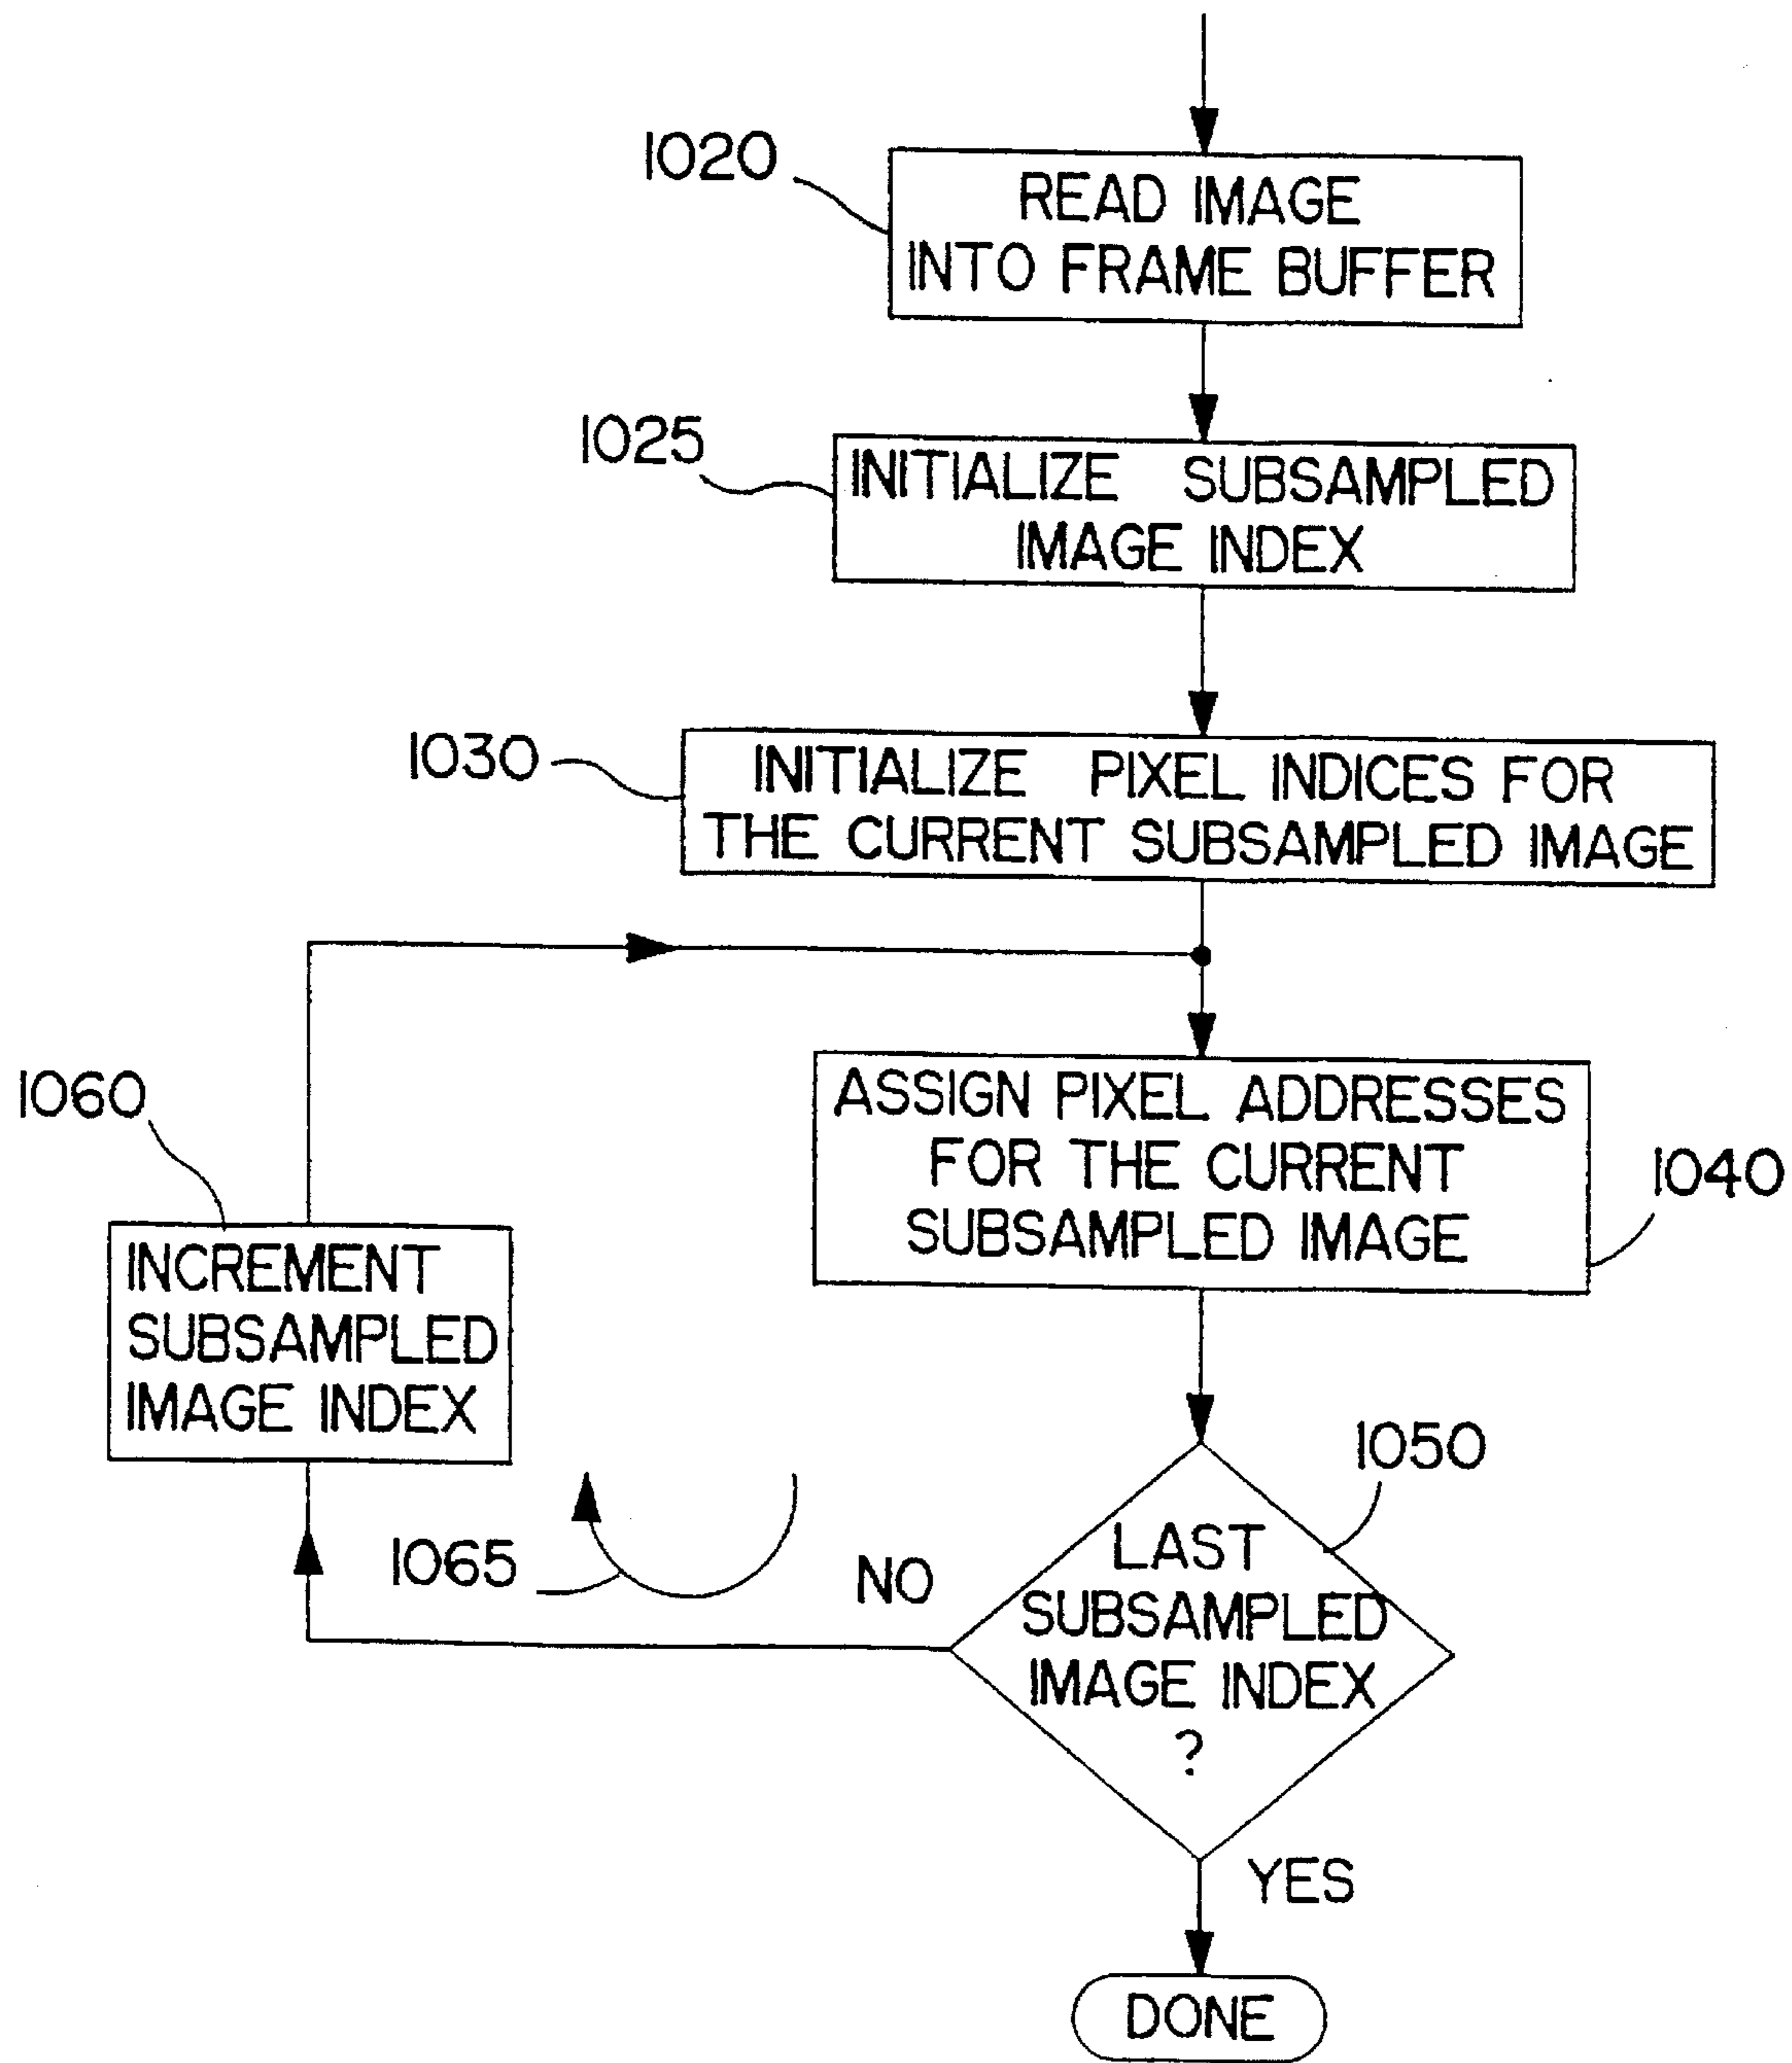 1020
READ IMAGE
INTO FRAME BUFFER
1025
INITIALIZE SUBSAMPLED
IMAGE INDEX
1030
INITIALIZE PIXEL INDICES FOR
THE CURRENT SUBSAMPLED IMAGE
1060
INCREMENT
SUBSAMPLED
IMAGE INDEX
ASSIGN PIXEL ADDRESSES
FOR THE CURRENT
SUBSAMPLED IMAGE
1040
1050
LAST
SUBSAMPLED
IMAGE INDEX
?
1065
NO
YES
DONE